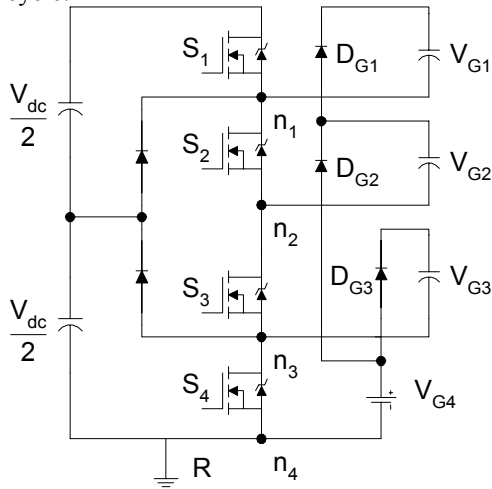 S1
DG1
VG1
Vdc
2
n1
S2
DG2
VG2
n2
S3
DG3
VG3
Vdc
2
n3
S4
VG4
+
-
R
n4